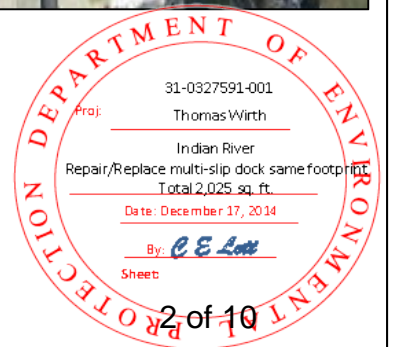 DEPARTMENT OF ENVIRONMENTAL PROTECTION
31-0327591-001
Proj: Thomas Wirth
Indian River
Repair/Replace multi-slip dock same footprint
Total 2,025 sq. ft.
Date: December 17, 2014
By: C E Lott
Sheet:
2 of 10